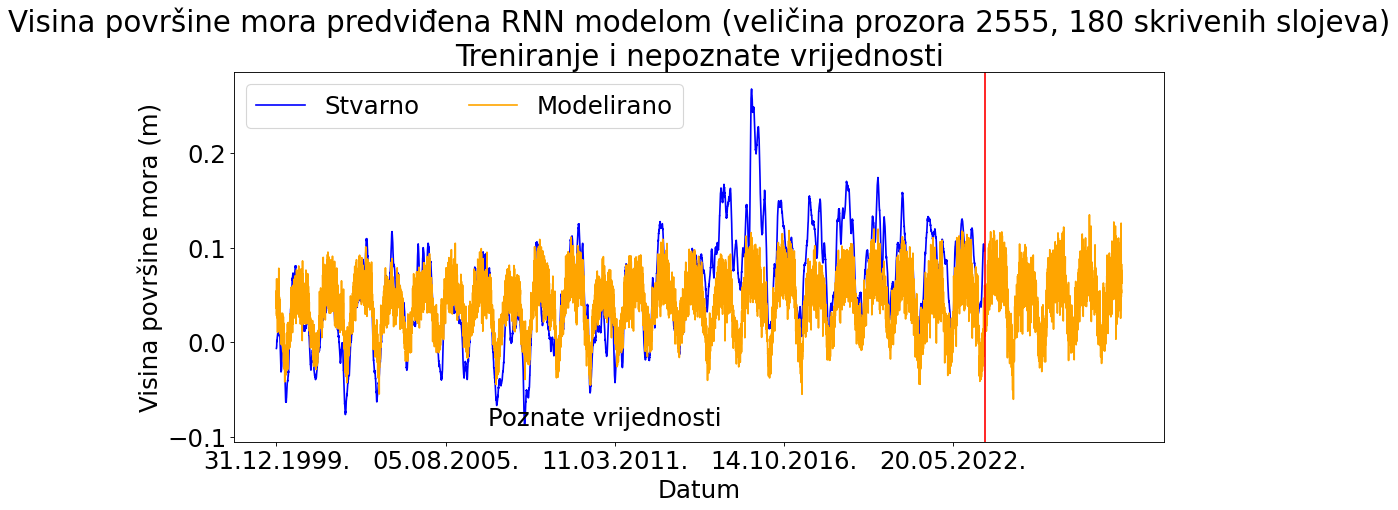 Visina površine mora predviđena RNN modelom (veličina prozora 2555, 180 skrivenih slojeva)
Treniranje i nepoznate vrijednosti
Stvarno
Modelirano
Visina površine mora (m)
0.2
0.1
0.0
−0.1
Poznate vrijednosti
31.12.1999.
05.08.2005.
11.03.2011.
14.10.2016.
20.05.2022.
Datum